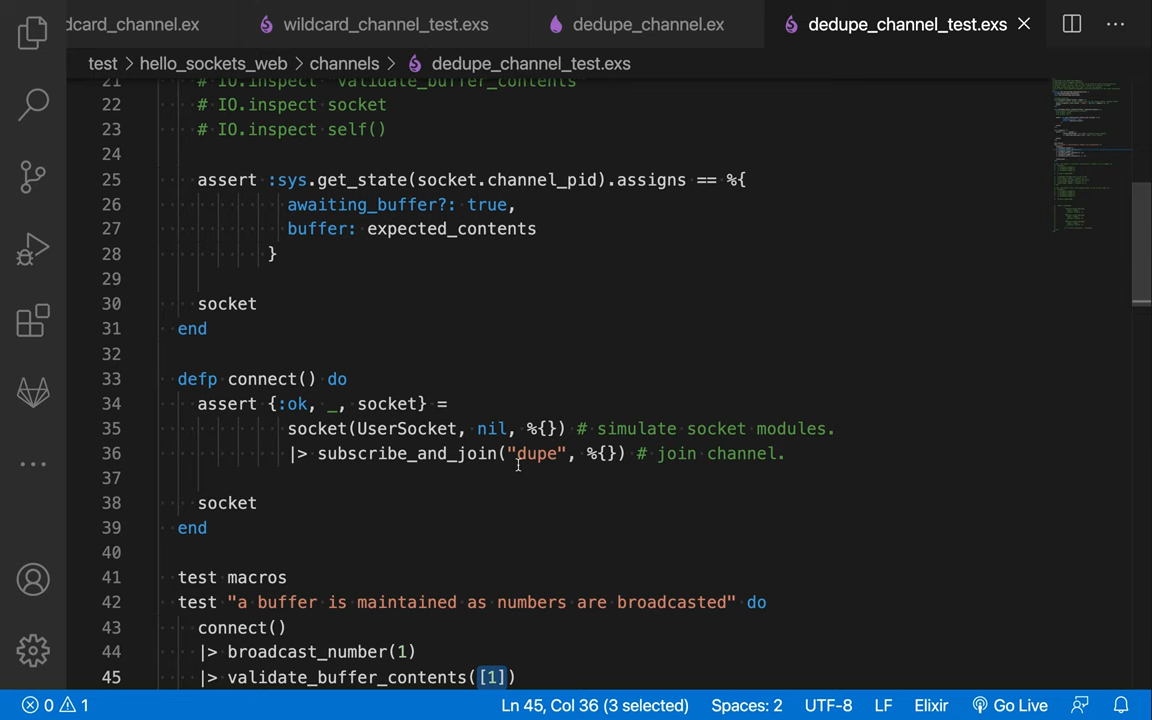 dcard_channel.ex wildcard_channel_test.exs dedupe_channel.ex dedupe_channel_test.exs
test > hello_sockets_web > channels > dedupe_channel_test.exs
21 # IO.inspect "validate_buffer_contents"
22 # IO.inspect socket
23 # IO.inspect self()
24
25 assert :sys.get_state(socket.channel_pid).assigns == %{
26 awaiting_buffer?: true,
27 buffer: expected_contents
28 }
29
30 socket
31 end
32
33 defp connect() do
34 assert {:ok, _, socket} =
35 socket(UserSocket, nil, %{}) # simulate socket modules.
36 |> subscribe_and_join("dupe", %{}) # join channel.
37
38 socket
39 end
40
41 test macros
42 test "a buffer is maintained as numbers are broadcasted" do
43 connect()
44 |> broadcast_number(1)
45 |> validate_buffer_contents([1])
0 1 Ln 45, Col 36 (3 selected) Spaces: 2 UTF-8 LF Elixir Go Live